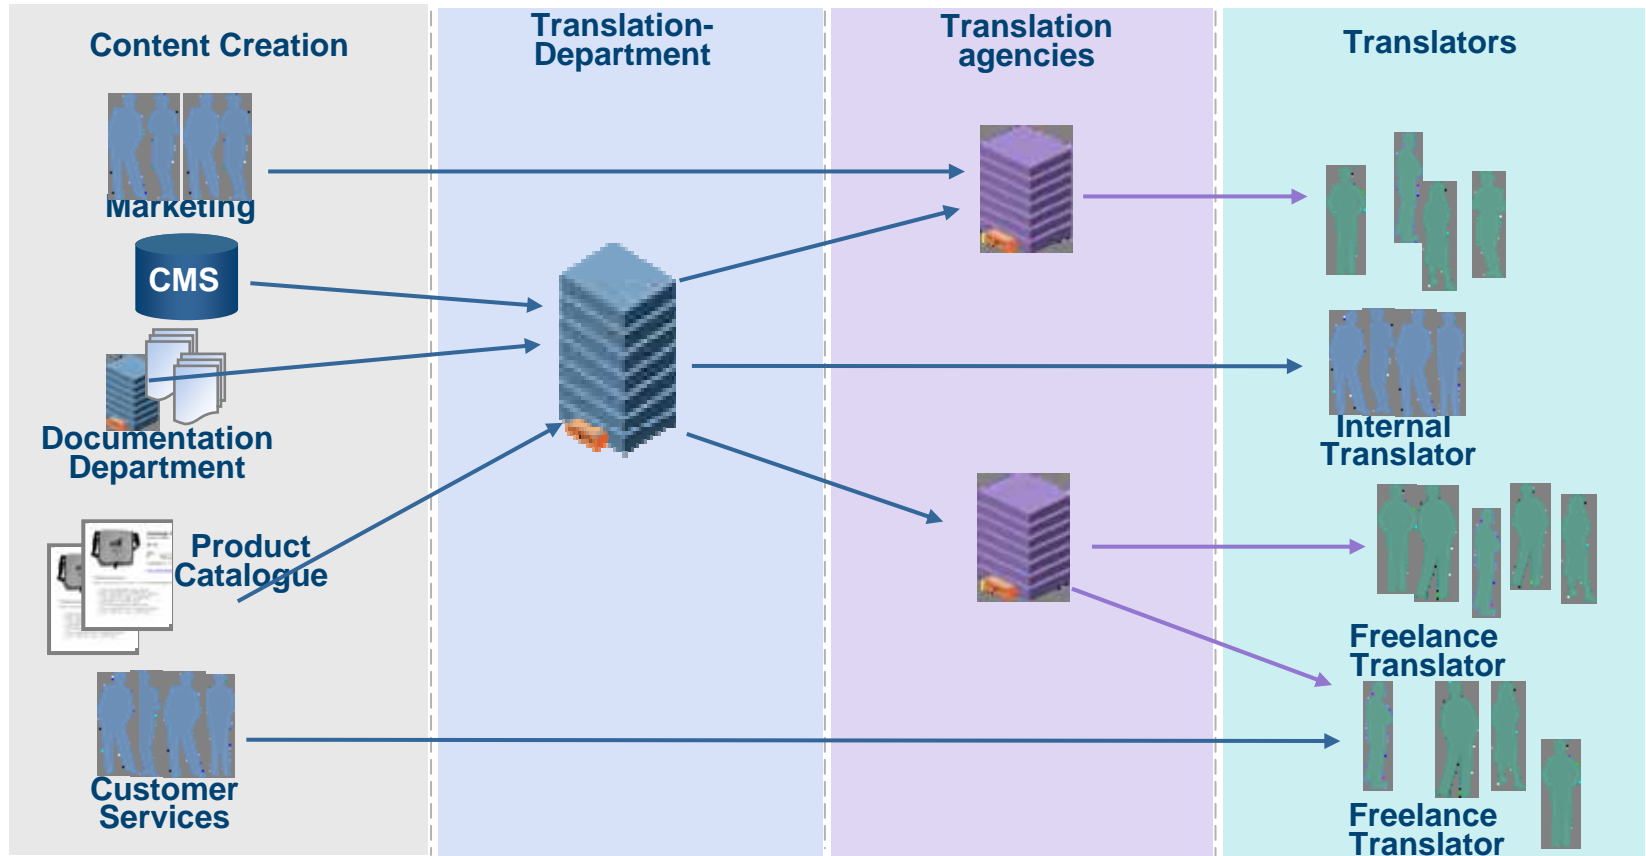 Content Creation
Translation-
Department
Translation
agencies
Translators
Marketing
CMS
Documentation
Department
Product
Catalogue
Customer
Services
Internal
Translator
Freelance
Translator
Freelance
Translator